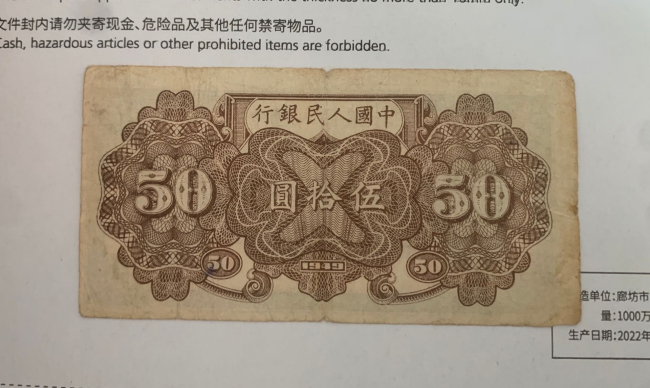 文件封内请勿夹寄现金、危险品及其他任何禁寄物品。
Cash, hazardous articles or other prohibited items are forbidden.
行銀民人國中
50 圓拾伍 50
50 1949 50
造单位：廊坊市
量：1000万
生产日期：2022年